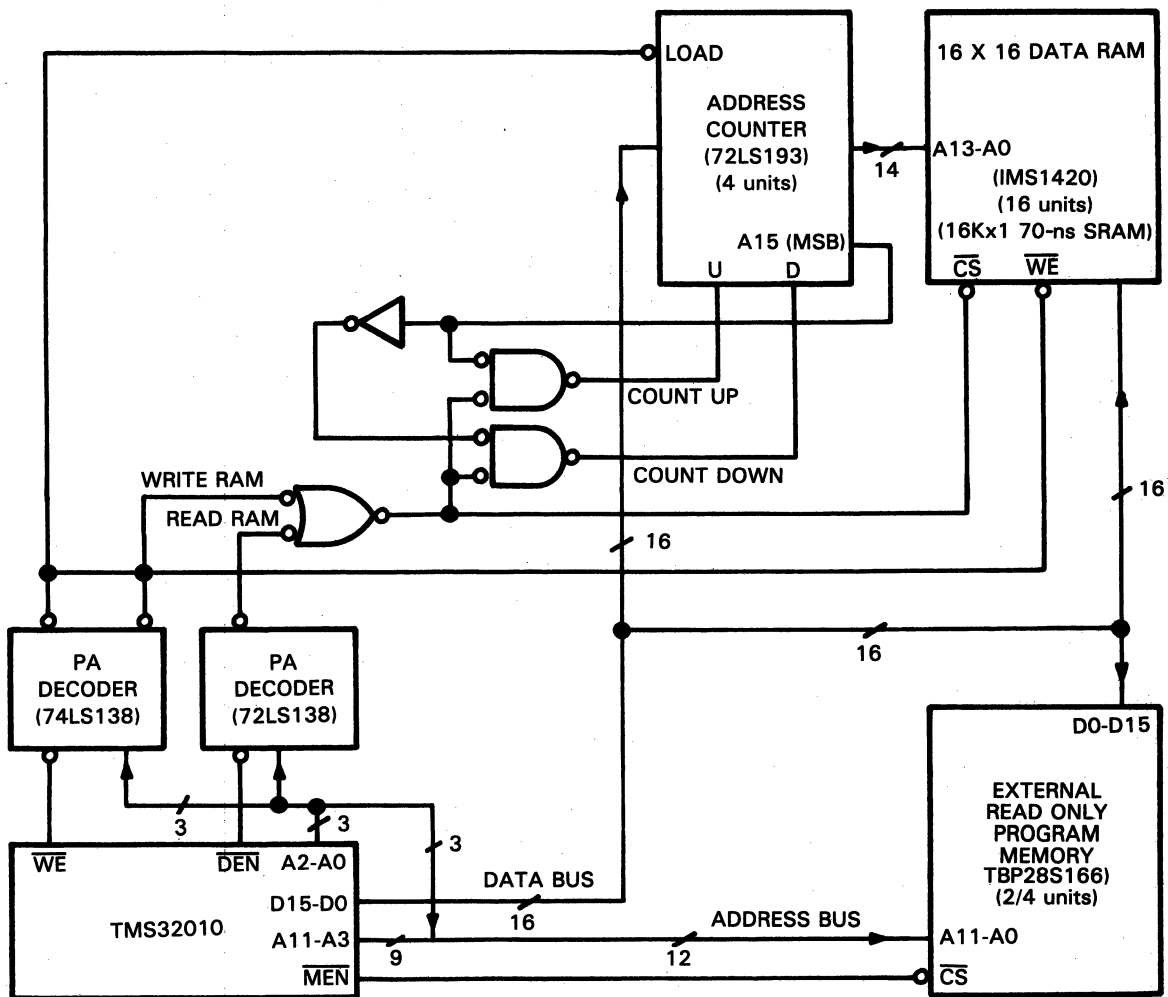 LOAD
ADDRESS
COUNTER
(72LS193)
(4 units)
A15 (MSB)
U D
14
16 X 16 DATA RAM
A13-A0
(IMS1420)
(16 units)
(16Kx1 70-ns SRAM)
CS WE
COUNT UP
COUNT DOWN
WRITE RAM
READ RAM
16
16
16
PA
DECODER
(74LS138)
PA
DECODER
(72LS138)
3
3
3
WE DEN A2-A0
D15-D0
TMS32010
A11-A3
MEN
DATA BUS
16
9
12
ADDRESS BUS
D0-D15
EXTERNAL
READ ONLY
PROGRAM
MEMORY
TBP28S166)
(2/4 units)
A11-A0
CS